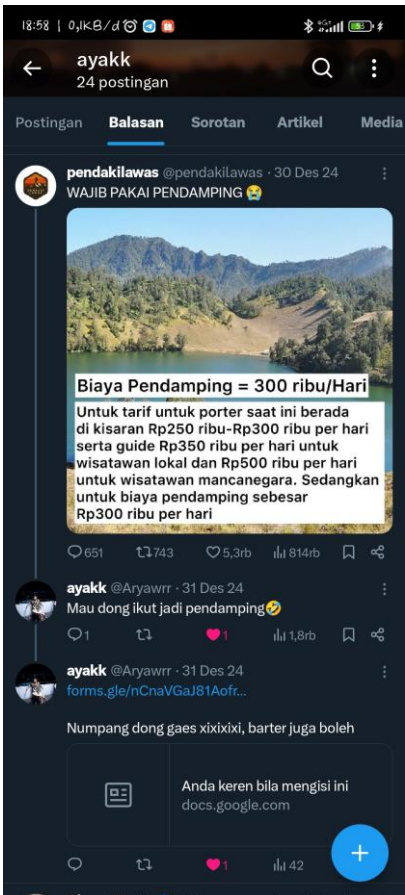 18:58 | 0,1KB/d
53
ayakk
24 postingan
Postingan Balasan Sorotan Artikel Media
pendakilawas @pendakilawas · 30 Des 24
WAJIB PAKAI PENDAMPING 😭
Biaya Pendamping = 300 ribu/Hari
Untuk tarif untuk porter saat ini berada
di kisaran Rp250 ribu-Rp300 ribu per hari
serta guide Rp350 ribu per hari untuk
wisatawan lokal dan Rp500 ribu per hari
untuk wisatawan mancanegara. Sedangkan
untuk biaya pendamping sebesar
Rp300 ribu per hari
651 743 5,3rb 814rb
ayakk @Aryawrr · 31 Des 24
Mau dong ikut jadi pendamping🤣
1 1 1,8rb
ayakk @Aryawrr · 31 Des 24
forms.gle/nCnaVGaJ81Aofr...
Numpang dong gaes xixixixi, barter juga boleh
Anda keren bila mengisi ini
docs.google.com
1 42